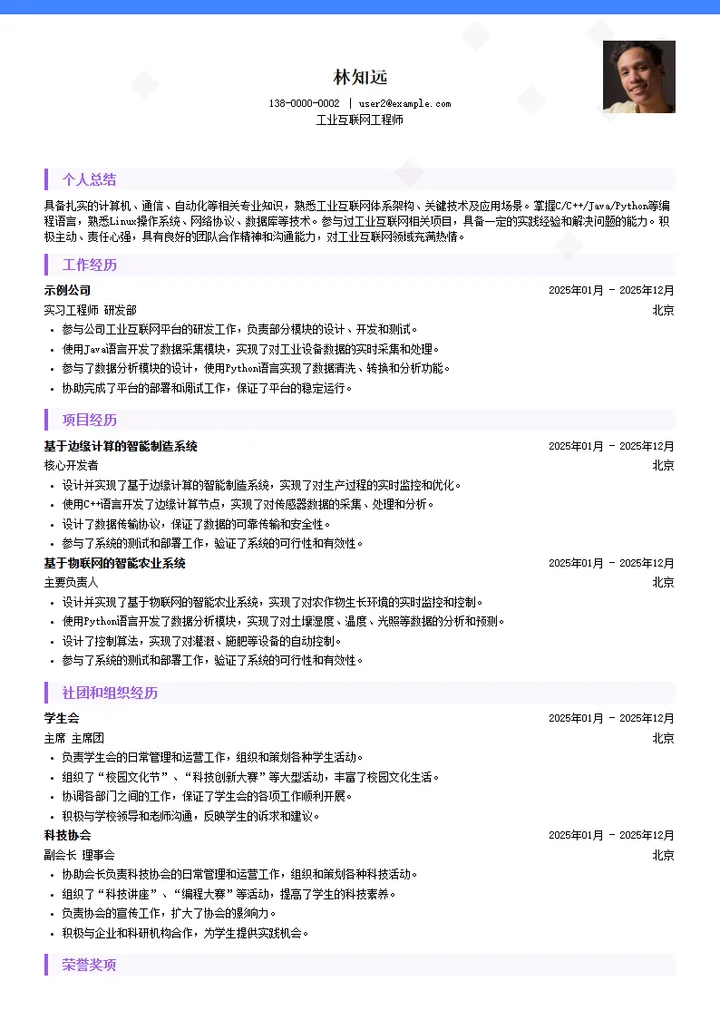 林知远
138-0000-0002 | user2@example.com
工业互联网工程师
个人总结
具备扎实的计算机、通信、自动化等相关专业知识，熟悉工业互联网体系架构、关键技术及应用场景。掌握C/C++/Java/Python等编
程语言，熟悉Linux操作系统、网络协议、数据库等技术。参与过工业互联网相关项目，具备一定的实践经验和解决问题的能力。积
极主动、责任心强，具有良好的团队合作精神和沟通能力，对工业互联网领域充满热情。
工作经历
示例公司 2025年01月 - 2025年12月
实习工程师 研发部 北京
• 参与公司工业互联网平台的研发工作，负责部分模块的设计、开发和测试。
• 使用Java语言开发了数据采集模块，实现了对工业设备数据的实时采集和处理。
• 参与了数据分析模块的设计，使用Python语言实现了数据清洗、转换和分析功能。
• 协助完成了平台的部署和调试工作，保证了平台的稳定运行。
项目经历
基于边缘计算的智能制造系统 2025年01月 - 2025年12月
核心开发者 北京
• 设计并实现了基于边缘计算的智能制造系统，实现了对生产过程的实时监控和优化。
• 使用C++语言开发了边缘计算节点，实现了对传感器数据的采集、处理和分析。
• 设计了数据传输协议，保证了数据的可靠传输和安全性。
• 参与了系统的测试和部署工作，验证了系统的可行性和有效性。
基于物联网的智能农业系统 2025年01月 - 2025年12月
主要负责人 北京
• 设计并实现了基于物联网的智能农业系统，实现了对农作物生长环境的实时监控和控制。
• 使用Python语言开发了数据分析模块，实现了对土壤湿度、温度、光照等数据的分析和预测。
• 设计了控制算法，实现了对灌溉、施肥等设备的自动控制。
• 参与了系统的测试和部署工作，验证了系统的可行性和有效性。
社团和组织经历
学生会 2025年01月 - 2025年12月
主席 主席团 北京
• 负责学生会的日常管理和运营工作，组织和策划各种学生活动。
• 组织了“校园文化节”、“科技创新大赛”等大型活动，丰富了校园文化生活。
• 协调各部门之间的工作，保证了学生会的各项工作顺利开展。
• 积极与学校领导和老师沟通，反映学生的诉求和建议。
科技协会 2025年01月 - 2025年12月
副会长 理事会 北京
• 协助会长负责科技协会的日常管理和运营工作，组织和策划各种科技活动。
• 组织了“科技讲座”、“编程大赛”等活动，提高了学生的科技素养。
• 负责协会的宣传工作，扩大了协会的影响力。
• 积极与企业和科研机构合作，为学生提供实践机会。
荣誉奖项